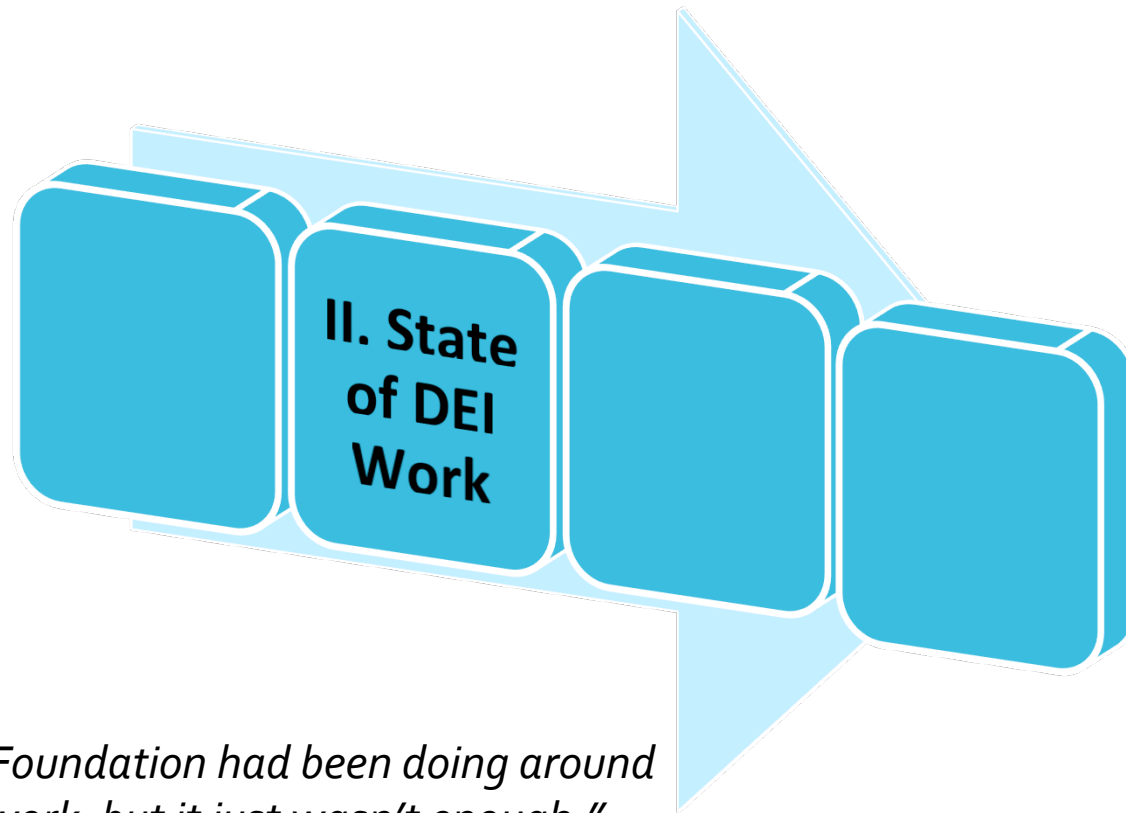 II. State
of DEI
Work
Foundation had been doing around
work, but it just wasn't enough."